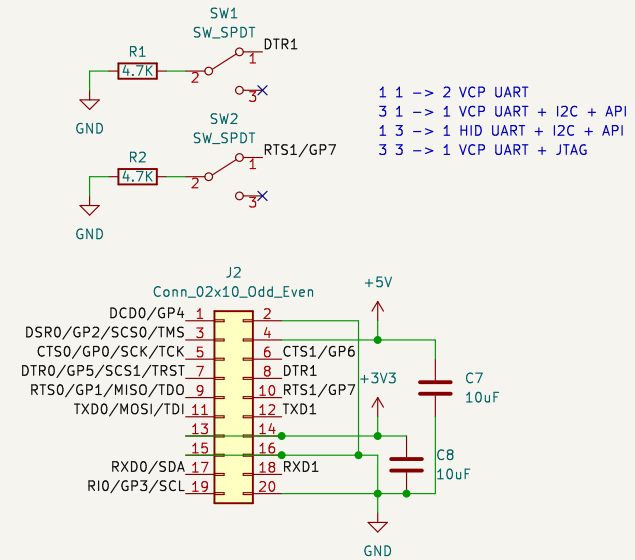 SW1
SW_SPDT
DTR1
R1
4.7K
2
1
3
GND
1 1 -> 2 VCP UART
3 1 -> 1 VCP UART + I2C + API
1 3 -> 1 HID UART + I2C + API
3 3 -> 1 VCP UART + JTAG
SW2
SW_SPDT
RTS1/GP7
R2
4.7K
2
1
3
GND
J2
Conn_02x10_Odd_Even
+5V
DCD0/GP4 1 2
DSR0/GP2/SCS0/TMS 3 4
CTS0/GP0/SCK/TCK 5 6 CTS1/GP6
DTR0/GP5/SCS1/TRST 7 8 DTR1
+3V3
RTS0/GP1/MISO/TDO 9 10 RTS1/GP7
TXD0/MOSI/TDI 11 12 TXD1
13 14
15 16
RXD0/SDA 17 18 RXD1
RI0/GP3/SCL 19 20
C7
10uF
C8
10uF
GND